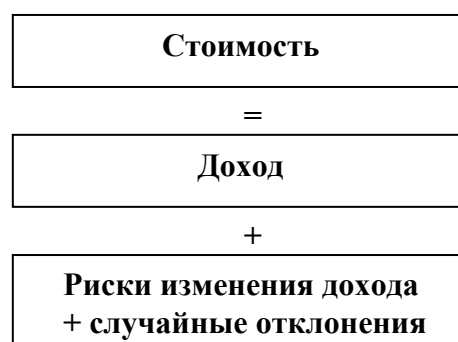 Стоимость
=
Доход
+
Риски изменения дохода
+ случайные отклонения